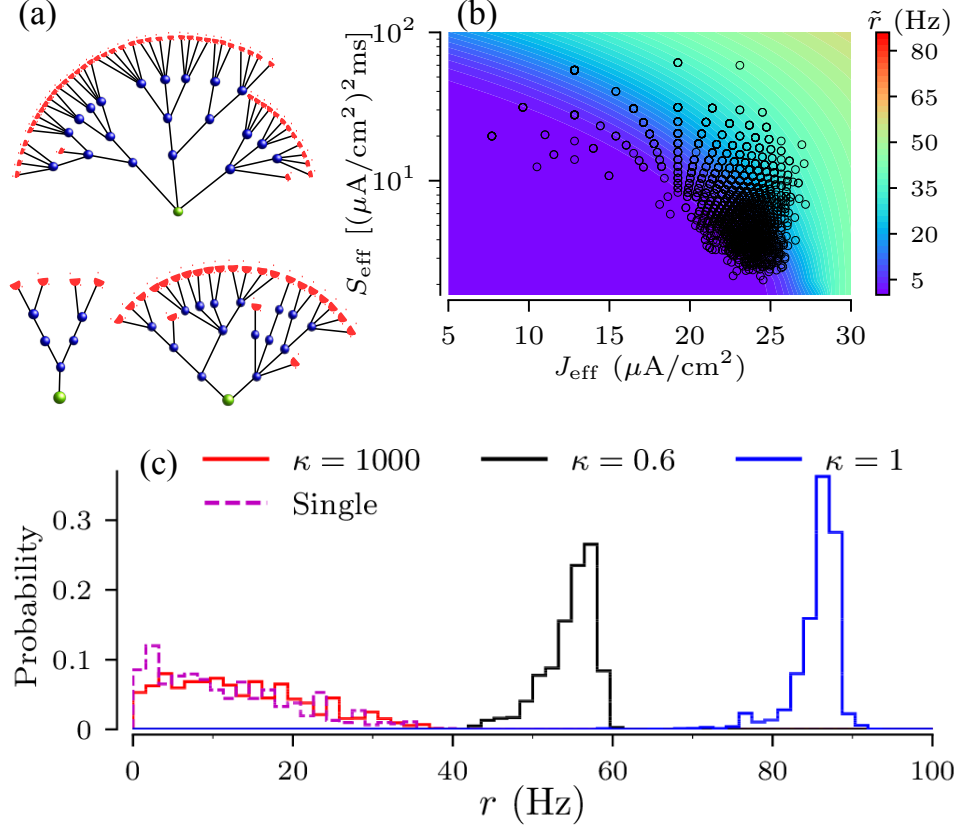 (a)
(b)
r̃ (Hz)
S_eff [(μA/cm²)² ms]
10²
10¹
5 10 15 20 25 30
J_eff (μA/cm²)
80
65
50
35
20
5
(c)
κ = 1000 κ = 0.6 κ = 1
Single
Probability
0.3
0.2
0.1
0
0 20 40 60 80 100
r (Hz)